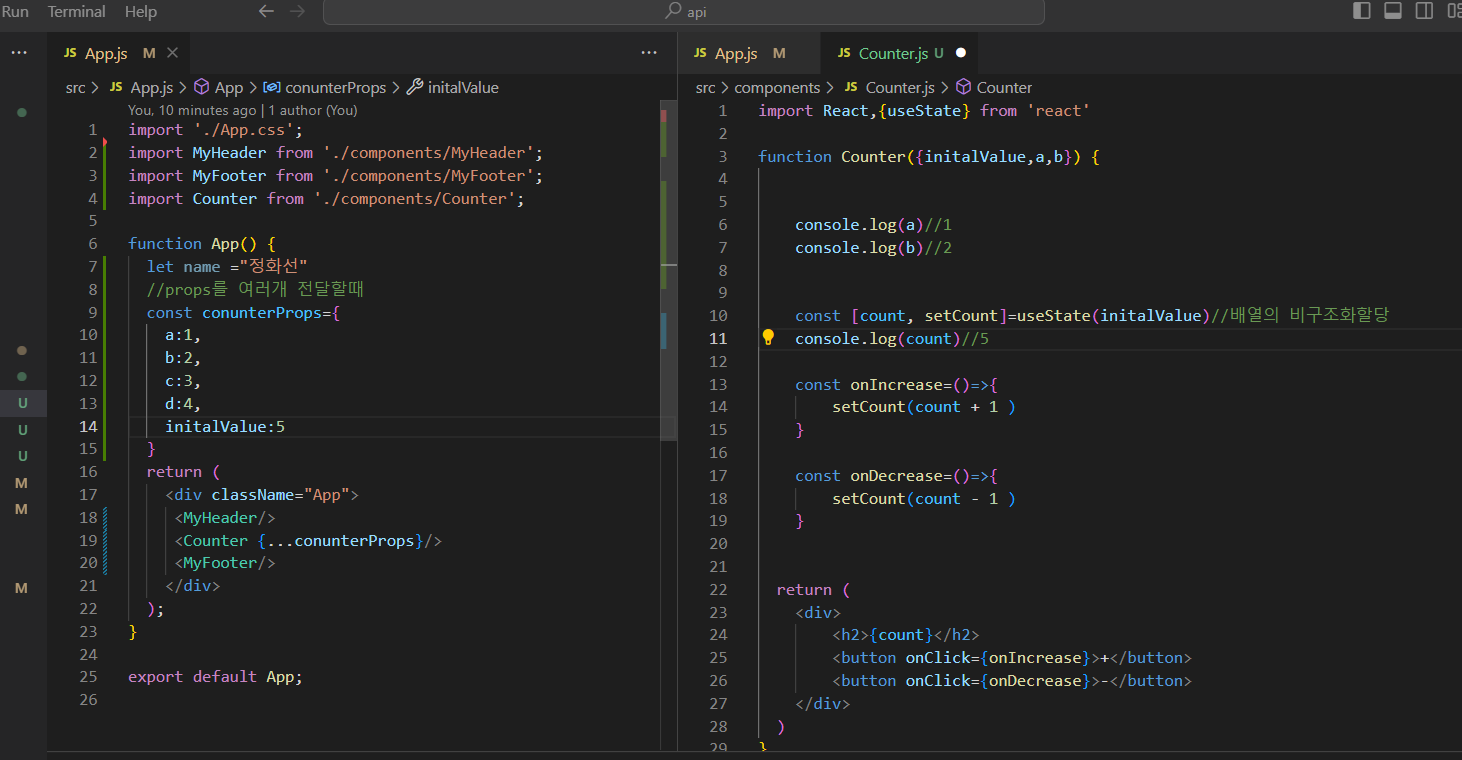 Run Terminal Help
api
JS App.js M
src > JS App.js > App > conunterProps > initalValue
You, 10 minutes ago | 1 author (You)
1 import './App.css';
2 import MyHeader from './components/MyHeader';
3 import MyFooter from './components/MyFooter';
4 import Counter from './components/Counter';
5
6 function App() {
7 let name ="정화선"
8 //props를 여러개 전달할때
9 const conunterProps={
10 a:1,
11 b:2,
12 c:3,
13 d:4,
14 initalValue:5
15 }
16 return (
17 <div className="App">
18 <MyHeader/>
19 <Counter {...conunterProps}/>
20 <MyFooter/>
21 </div>
22 );
23 }
24
25 export default App;
26
U
U
U
M
M
M
JS App.js M JS Counter.js U
src > components > JS Counter.js > Counter
1 import React,{useState} from 'react'
2
3 function Counter({initalValue,a,b}) {
4
5
6 console.log(a)//1
7 console.log(b)//2
8
9
10 const [count, setCount]=useState(initalValue)//배열의 비구조화할당
11 console.log(count)//5
12
13 const onIncrease=()=>{
14 setCount(count + 1 )
15 }
16
17 const onDecrease=()=>{
18 setCount(count - 1 )
19 }
20
21
22 return (
23 <div>
24 <h2>{count}</h2>
25 <button onClick={onIncrease}>+</button>
26 <button onClick={onDecrease}>-</button>
27 </div>
28 )
29 }